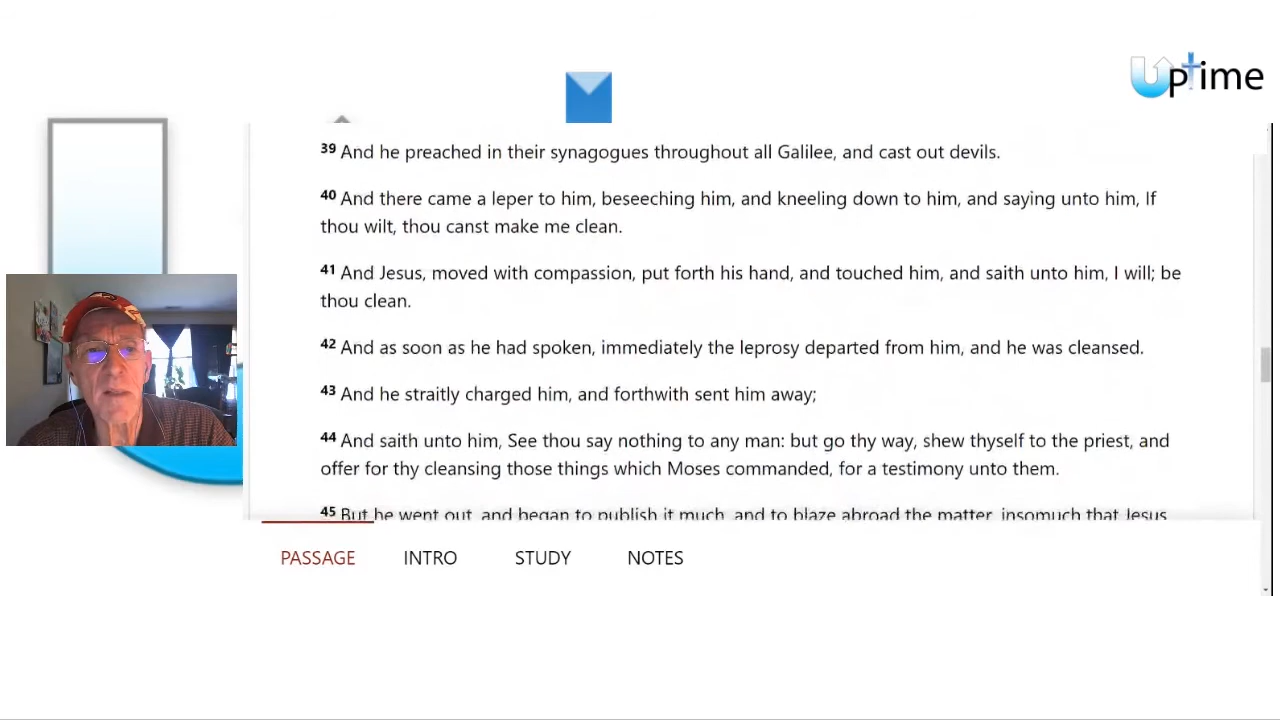 Uptime
39 And he preached in their synagogues throughout all Galilee, and cast out devils.
40 And there came a leper to him, beseeching him, and kneeling down to him, and saying unto him, If
thou wilt, thou canst make me clean.
41 And Jesus, moved with compassion, put forth his hand, and touched him, and saith unto him, I will; be
thou clean.
42 And as soon as he had spoken, immediately the leprosy departed from him, and he was cleansed.
43 And he straitly charged him, and forthwith sent him away;
44 And saith unto him, See thou say nothing to any man: but go thy way, shew thyself to the priest, and
offer for thy cleansing those things which Moses commanded, for a testimony unto them.
45 But he went out, and began to publish it much, and to blaze abroad the matter, insomuch that Jesus
PASSAGE INTRO STUDY NOTES